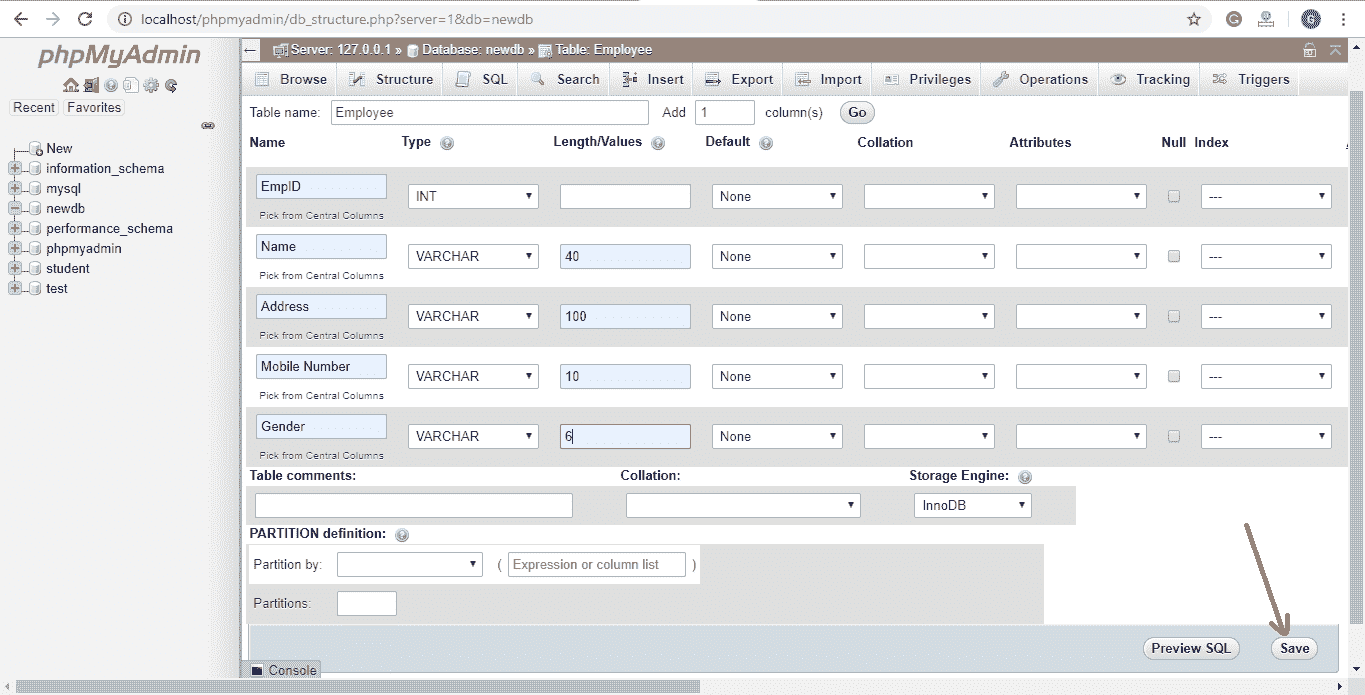 localhost/phpmyadmin/db_structure.php?server=1&db=newdb
phpMyAdmin
Recent Favorites
New
information_schema
mysql
newdb
performance_schema
phpmyadmin
student
test
Server: 127.0.0.1 » Database: newdb » Table: Employee
Browse Structure SQL Search Insert Export Import Privileges Operations Tracking Triggers
Table name: Employee Add 1 column(s) Go
Name Type Length/Values Default Collation Attributes Null Index
EmpID INT None ---
Pick from Central Columns
Name VARCHAR 40 None ---
Pick from Central Columns
Address VARCHAR 100 None ---
Pick from Central Columns
Mobile Number VARCHAR 10 None ---
Pick from Central Columns
Gender VARCHAR 6 None ---
Pick from Central Columns
Table comments: Collation: Storage Engine:
InnoDB
PARTITION definition:
Partition by: ( Expression or column list )
Partitions:
Preview SQL Save
Console